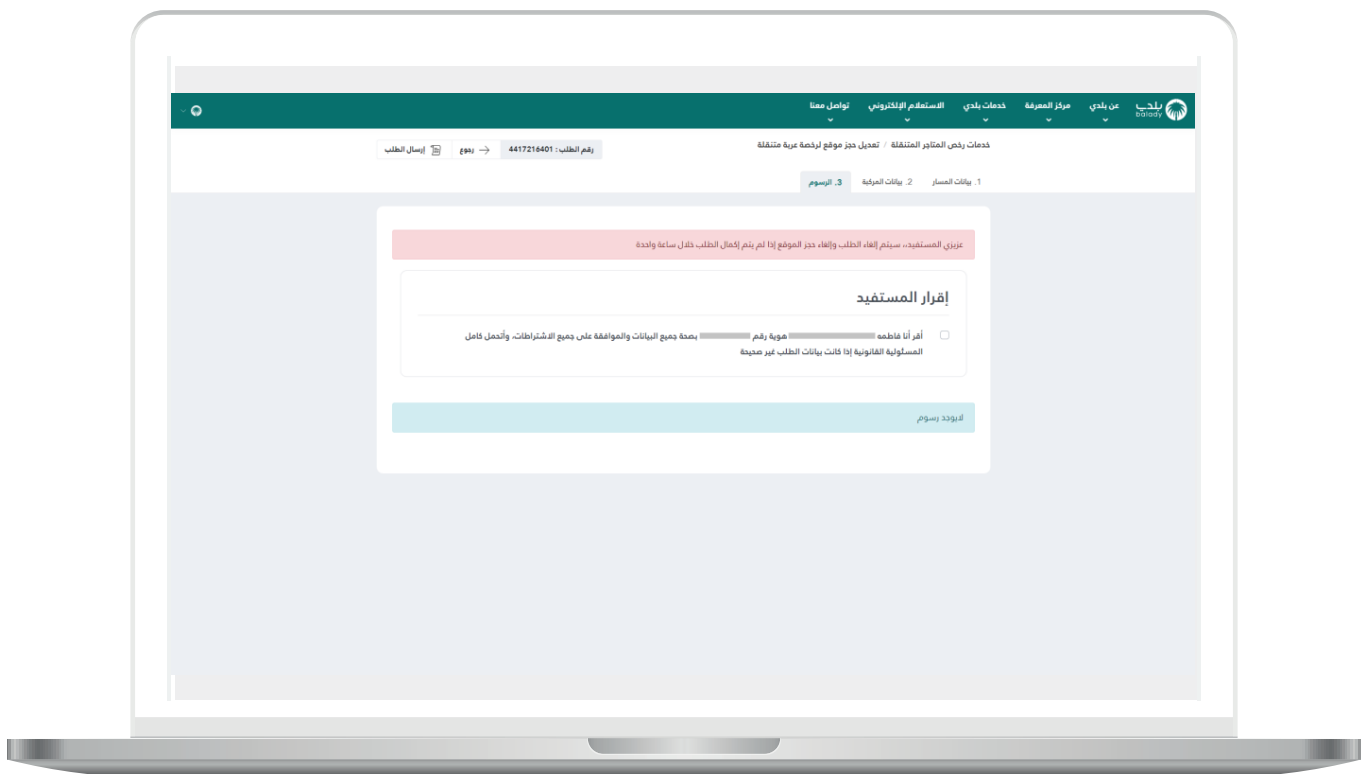 بلدي
balady
عن بلدي
مركز المعرفة
خدمات بلدي
الاستعلام الإلكتروني
تواصل معنا
خدمات رخص المتاجر المتنقلة / تعديل حجز موقع لرخصة عربة متنقلة
رقم الطلب: 4417216401
رجوع
إرسال الطلب
1. بيانات المسار
2. بيانات المركبة
3. الرسوم
عزيزي المستفيد،، سيتم إلغاء الطلب وإلغاء حجز الموقع إذا لم يتم إكمال الطلب خلال ساعة واحدة
إقرار المستفيد
أقر أنا فاطمه هوية رقم بصحة جميع البيانات والموافقة على جميع الاشتراطات، وأتحمل كامل
المسئولية القانونية إذا كانت بيانات الطلب غير صحيحة
لايوجد رسوم